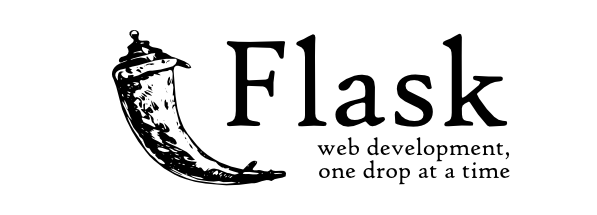 Flask
web development,
one drop at a time